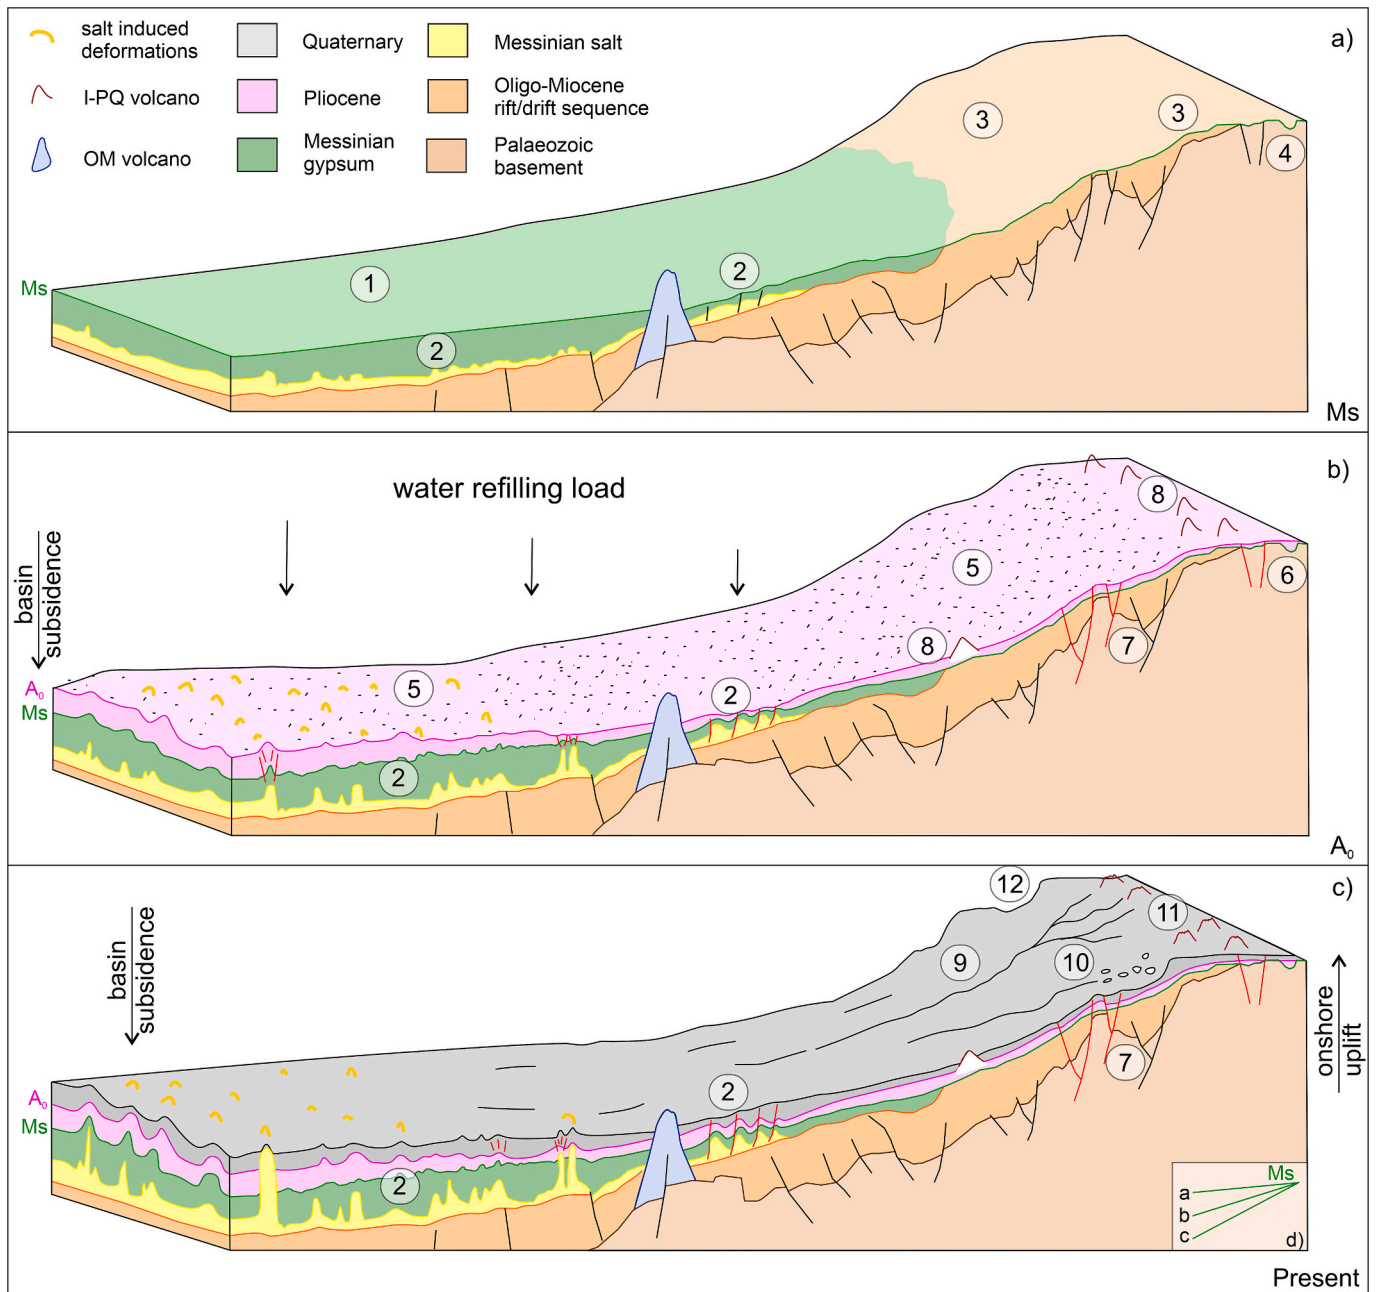 a)
salt induced
deformations
I-PQ volcano
OM volcano
Quaternary
Pliocene
Messinian
gypsum
Messinian salt
Oligo-Miocene
rift/drift sequence
Palaeozoic
basement
3
3
4
2
1
Ms
2
Ms
b)
water refilling load
basin
subsidence
8
5
6
8
7
A₀
5
2
Ms
2
A₀
c)
12
basin
subsidence
11
9
10
onshore
uplift
7
2
A₀
Ms
2
Ms
a
b
c
d)
Present